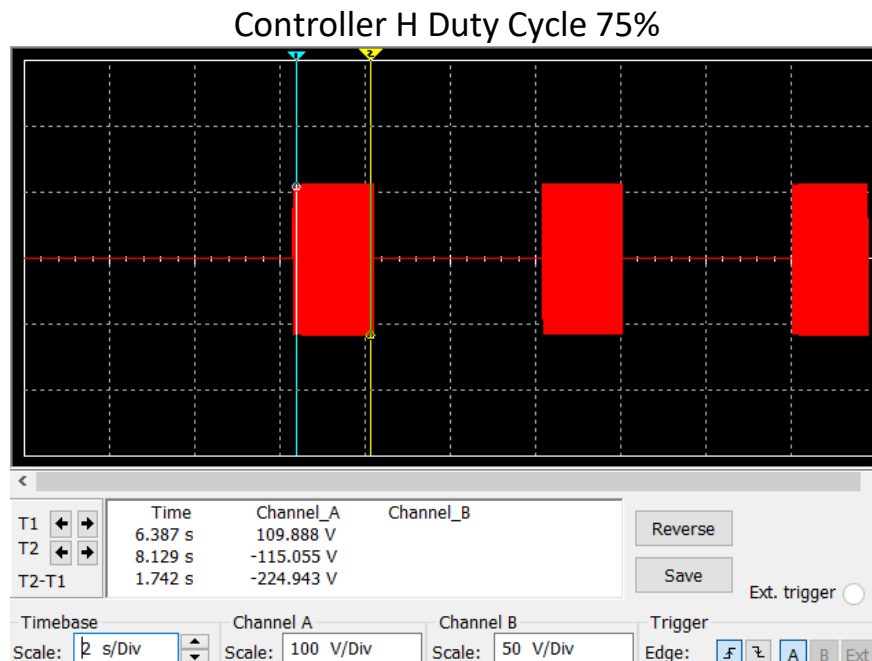 Controller H Duty Cycle 75%
1 2
<
Time Channel_A Channel_B
T1 6.387 s 109.888 V
T2 8.129 s -115.055 V
T2-T1 1.742 s -224.943 V
Reverse
Save
Ext. trigger
Timebase Channel A Channel B Trigger
Scale: 2 s/Div Scale: 100 V/Div Scale: 50 V/Div Edge: A B Ext